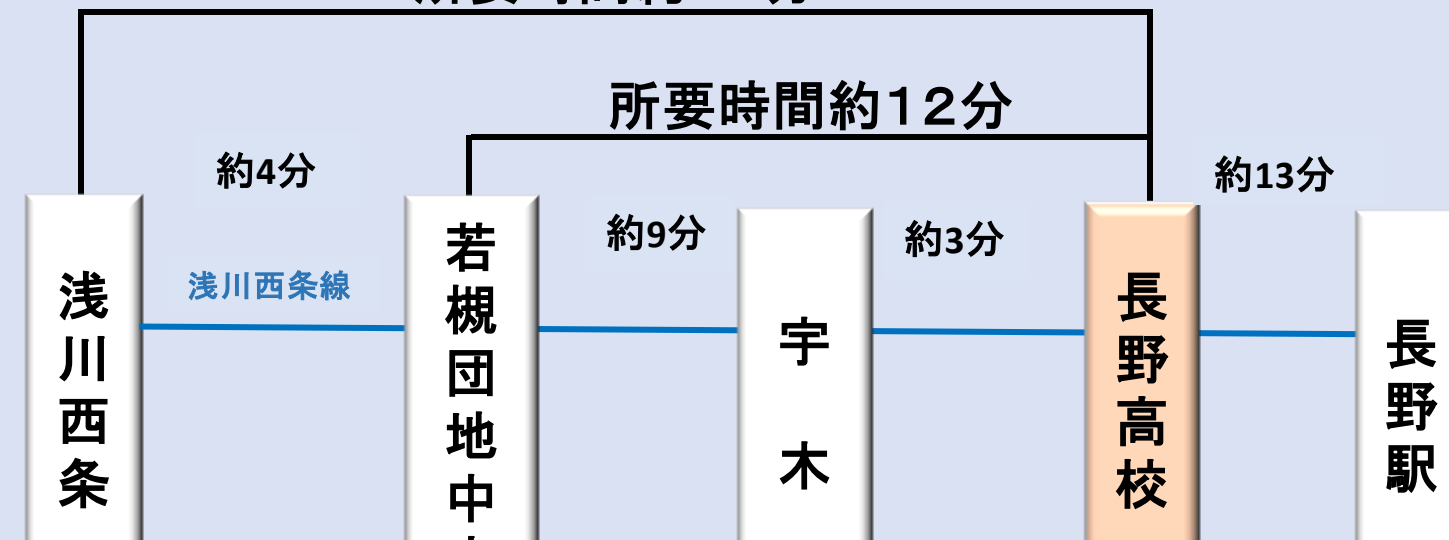 所要時間約12分
約4分
約9分
約3分
約13分
浅川西条線
浅川西条
若槻団地中
宇木
長野高校
長野駅